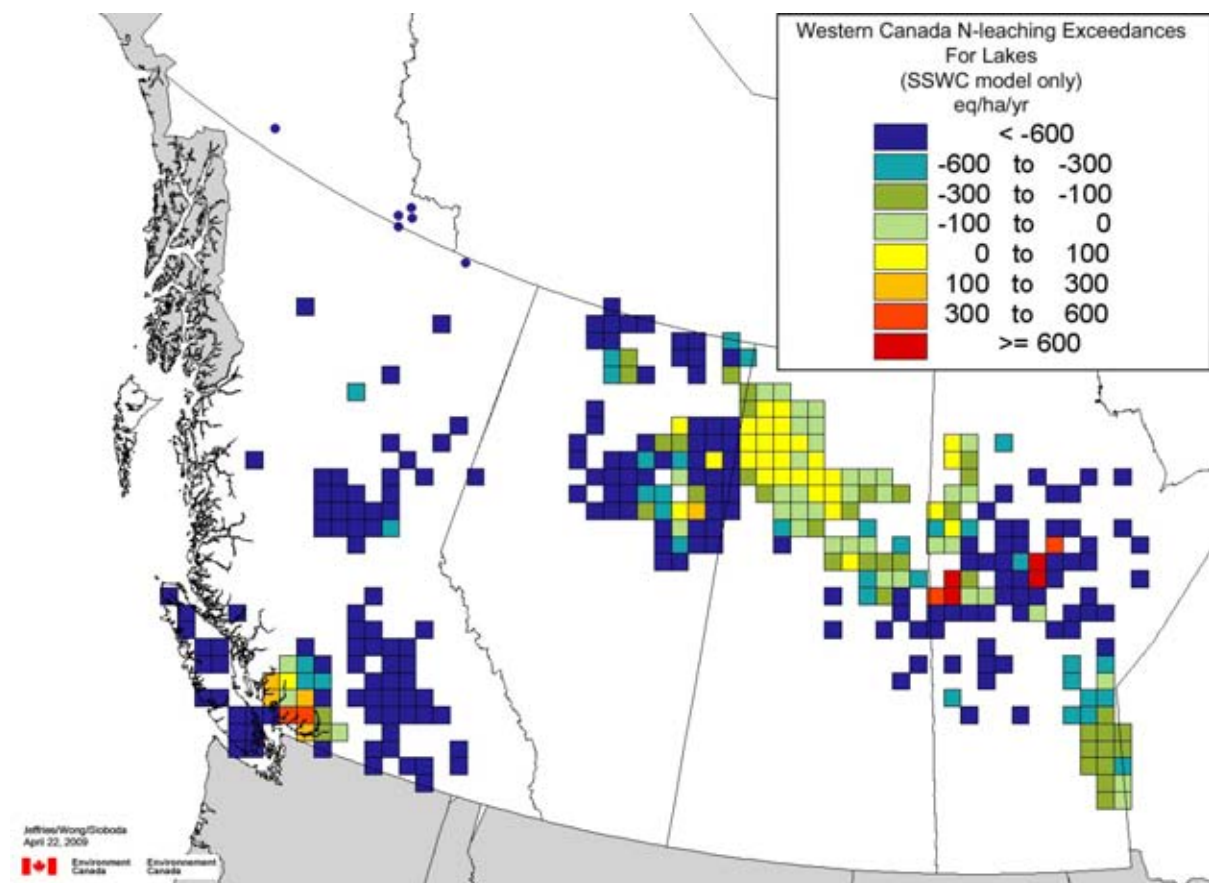 Western Canada N-leaching Exceedances
For Lakes
(SSWC model only)
eq/ha/yr
< -600
-600 to -300
-300 to -100
-100 to 0
0 to 100
100 to 300
300 to 600
>= 600
Jeffries/Wong/Sloboda
April 22, 2009
Environment Environnement
Canada Canada